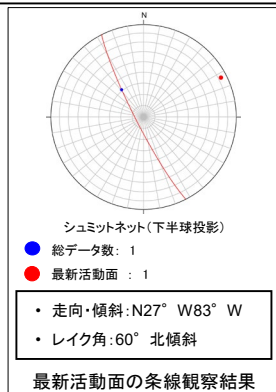 N
シュミットネット(下半球投影)
総データ数: 1
最新活動面 : 1
・ 走向・傾斜:N27°W83°W
・ レイク角:60°北傾斜
最新活動面の条線観察結果